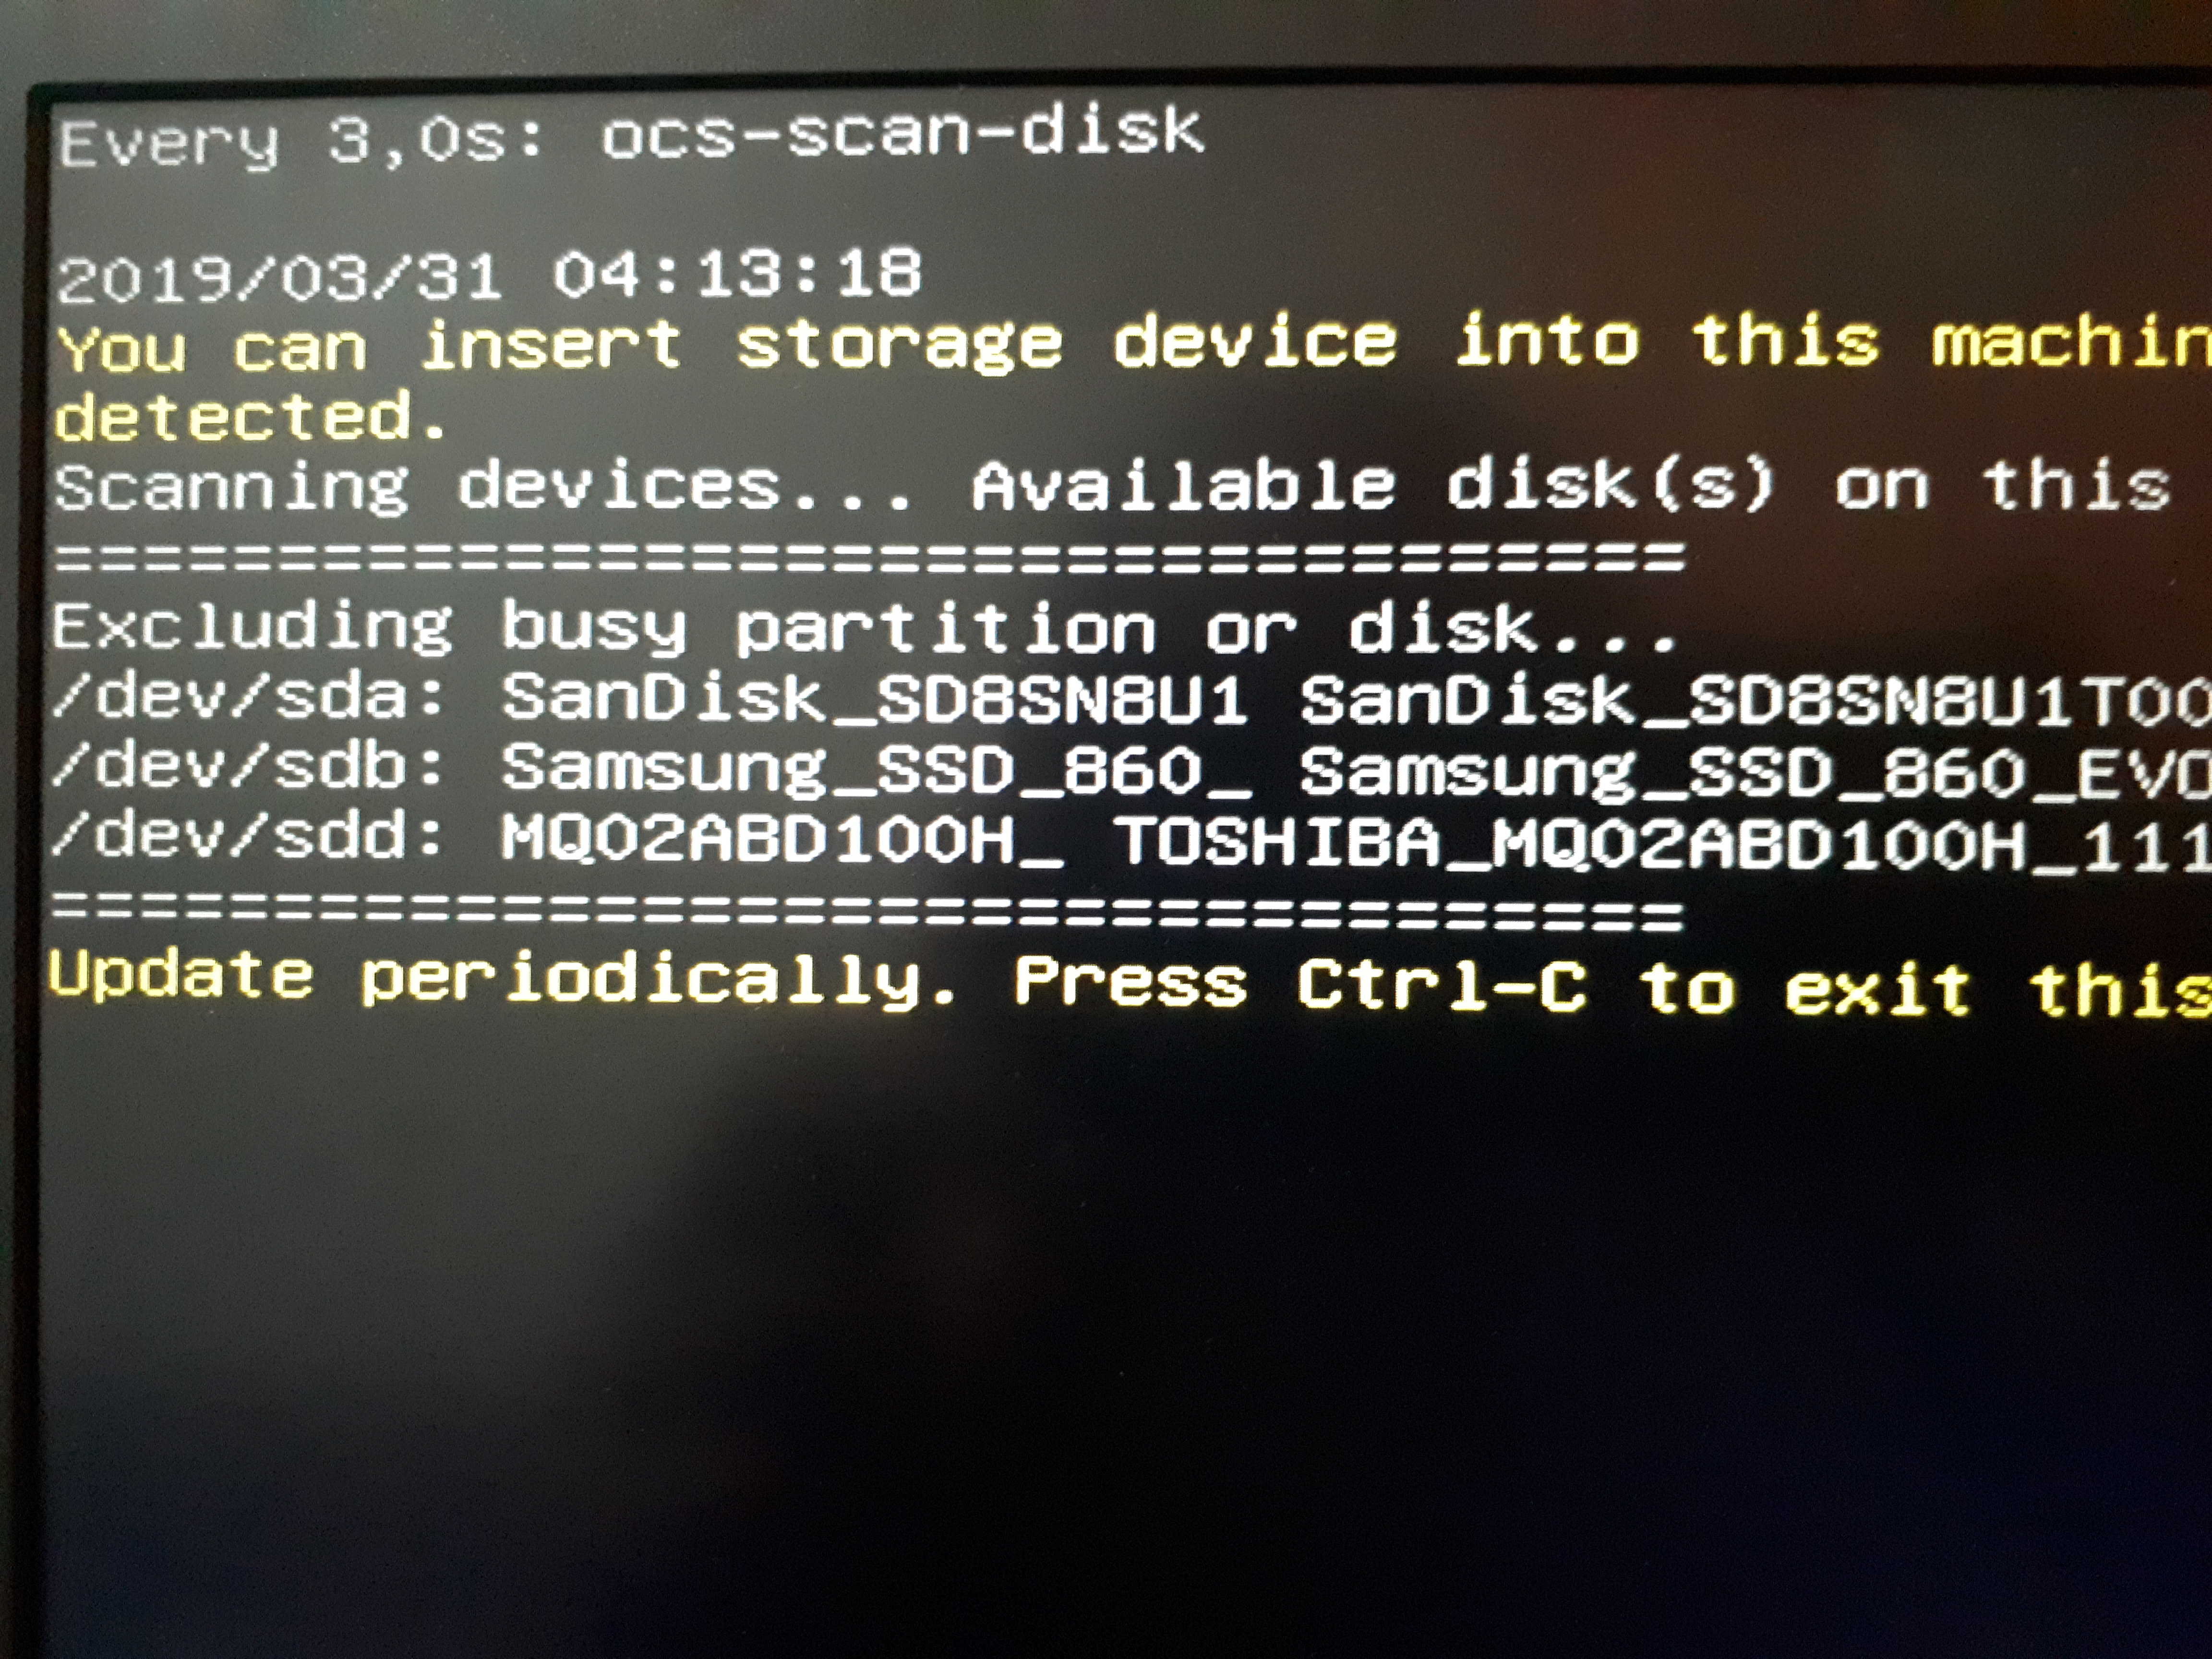 Every 3,0s: ocs-scan-disk
2019/03/31 04:13:18
You can insert storage device into this machin
detected.
Scanning devices... Available disk(s) on this
=====================================
Excluding busy partition or disk...
/dev/sda: SanDisk_SD8SN8U1 SanDisk_SD8SN8U1T00
/dev/sdb: Samsung_SSD_860_ Samsung_SSD_860_EVO
/dev/sdd: MQ02ABD100H_ TOSHIBA_MQ02ABD100H_111
=====================================
Update periodically. Press Ctrl-C to exit this